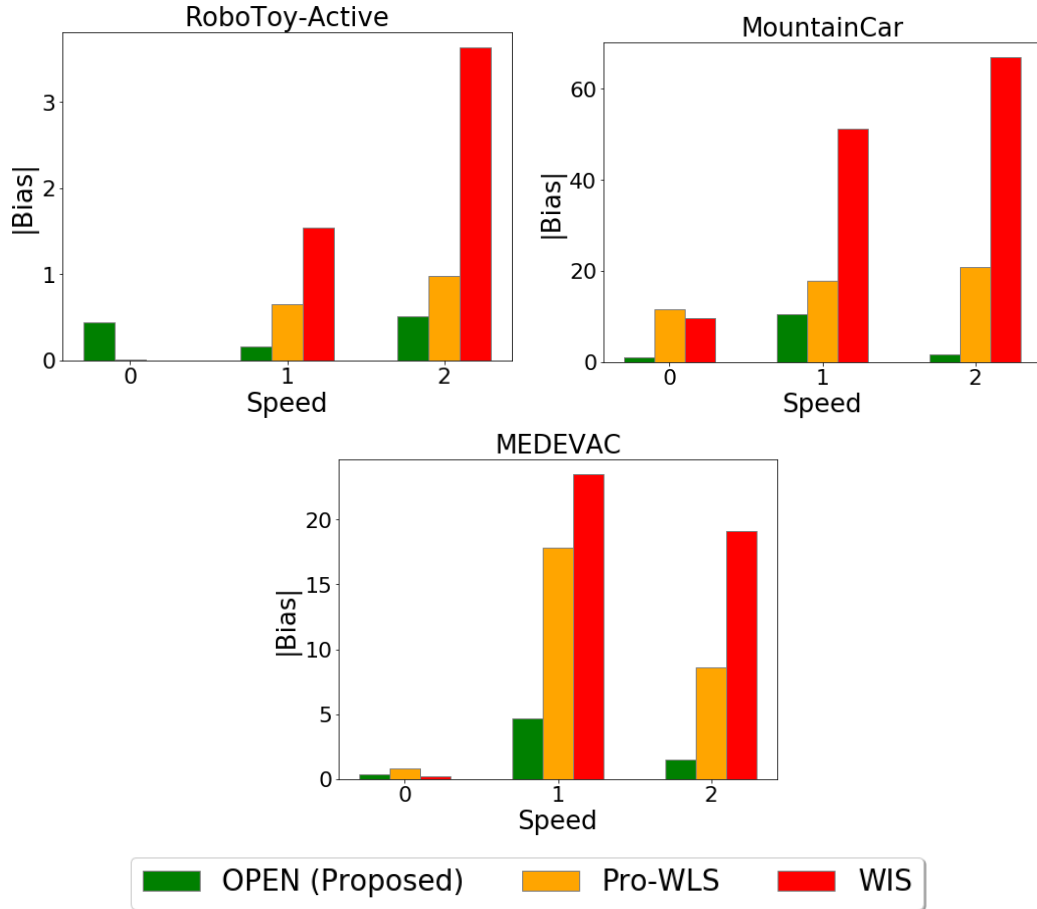 RoboToy-Active
|Bias|
3
2
1
0
0 1 2
Speed
MountainCar
|Bias|
60
40
20
0
0 1 2
Speed
MEDEVAC
|Bias|
20
15
10
5
0
0 1 2
Speed
OPEN (Proposed) Pro-WLS WIS